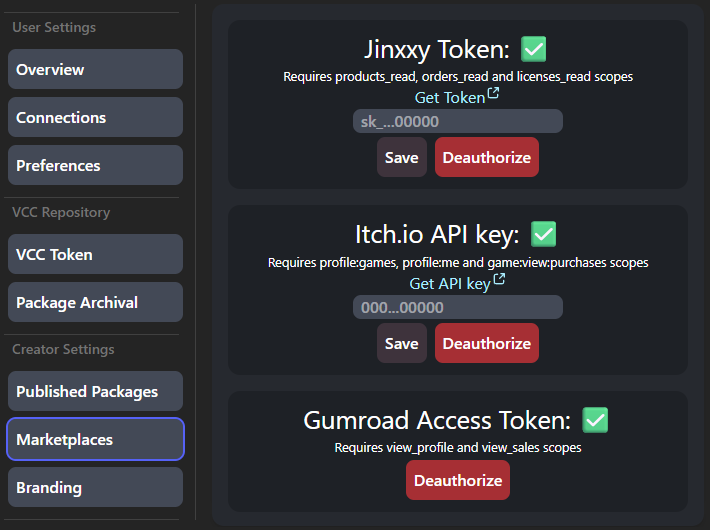 User Settings
Overview
Connections
Preferences
VCC Repository
VCC Token
Package Archival
Creator Settings
Published Packages
Marketplaces
Branding
Jinxxy Token: ✅
Requires products_read, orders_read and licenses_read scopes
Get Token
sk_...00000
Save Deauthorize
Itch.io API key: ✅
Requires profile:games, profile:me and game:view:purchases scopes
Get API key
000...00000
Save Deauthorize
Gumroad Access Token: ✅
Requires view_profile and view_sales scopes
Deauthorize